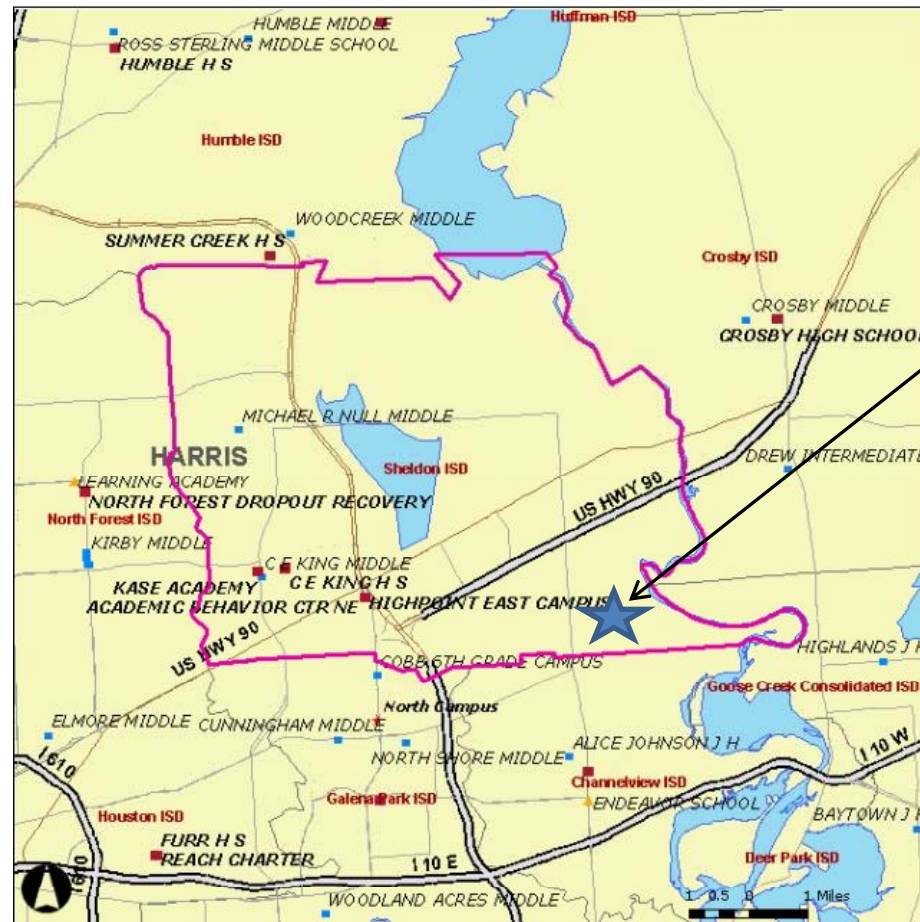 Huffman ISD
HUMBLE MIDDLE
ROSS STERLING MIDDLE SCHOOL
HUMBLE H S
Humble ISD
WOODCREEK MIDDLE
SUMMER CREEK H S
Crosby ISD
CROSBY MIDDLE
CROSBY HIGH SCHOOL
MICHAEL R NULL MIDDLE
HARRIS
Sheldon ISD
DREW INTERMEDIATE
LEARNING ACADEMY
NORTH FOREST DROPOUT RECOVERY
US HWY 90
North Forest ISD
KIRBY MIDDLE
C E KING MIDDLE
KASE ACADEMY
C E KING H S
ACADEMIC BEHAVIOR CTR NE
HIGHPOINT EAST CAMPUS
US HWY 90
COBB 6TH GRADE CAMPUS
HIGHLANDS J H
Goose Creek Consolidated ISD
North Campus
ELMORE MIDDLE
CUNNINGHAM MIDDLE
NORTH SHORE MIDDLE
ALICE JOHNSON J H
I 10 W
I 610
Channelview ISD
Galena Park ISD
ENDEAVOR SCHOOL
Houston ISD
BAYTOWN J H
FURR H S
REACH CHARTER
I 10 E
I 610
Deer Park ISD
WOODLAND ACRES MIDDLE
1 0.5 0 1 Miles